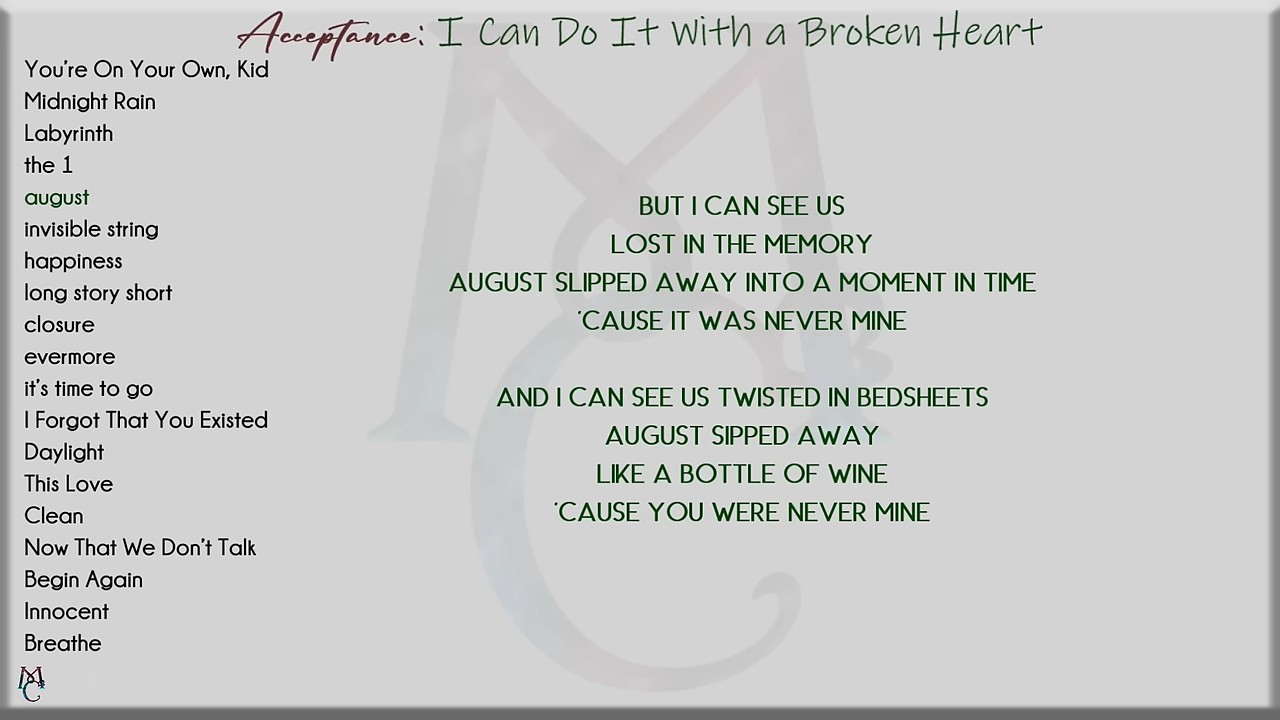 Acceptance: I Can Do It With a Broken Heart
You're On Your Own, Kid
Midnight Rain
Labyrinth
the 1
august
invisible string
happiness
long story short
closure
evermore
it's time to go
I Forgot That You Existed
Daylight
This Love
Clean
Now That We Don't Talk
Begin Again
Innocent
Breathe
BUT I CAN SEE US
LOST IN THE MEMORY
AUGUST SLIPPED AWAY INTO A MOMENT IN TIME
'CAUSE IT WAS NEVER MINE
AND I CAN SEE US TWISTED IN BEDSHEETS
AUGUST SIPPED AWAY
LIKE A BOTTLE OF WINE
'CAUSE YOU WERE NEVER MINE
MC